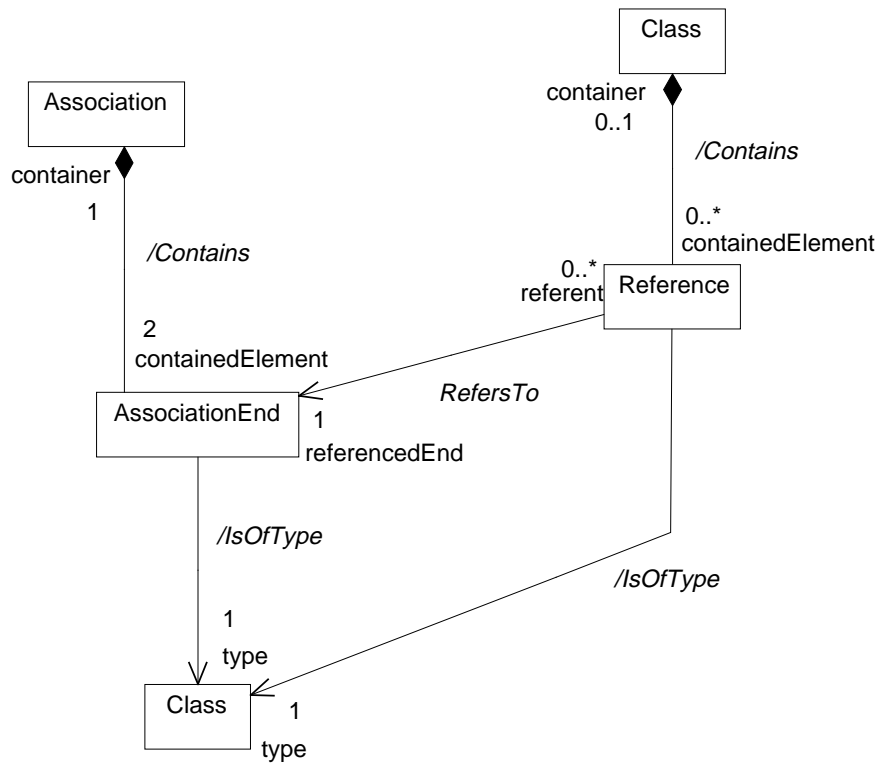 Class
container
0..1
/Contains
0..*
containedElement
Association
container
1
/Contains
2
containedElement
0..*
referent
Reference
RefersTo
AssociationEnd
1
referencedEnd
/IsOfType
1
type
/IsOfType
Class
1
type